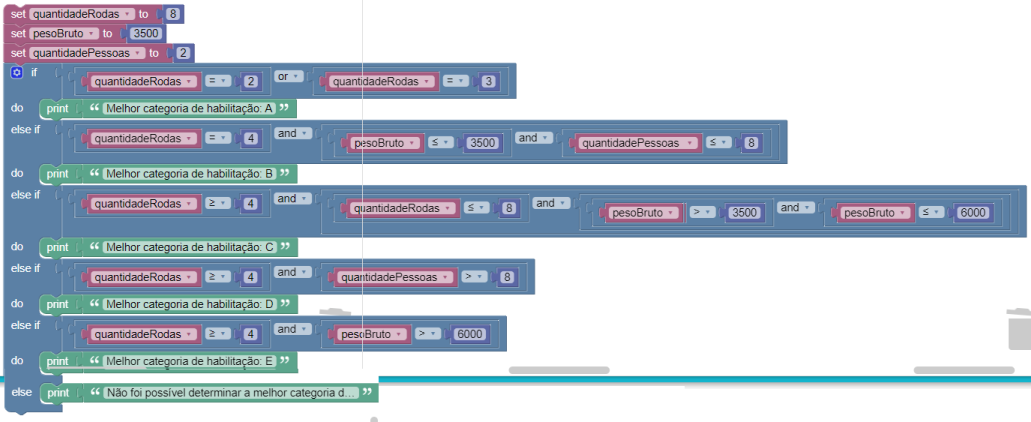 set quantidadeRodas to 8
set pesoBruto to 3500
set quantidadePessoas to 2
if quantidadeRodas = 2 or quantidadeRodas = 3
do print “ Melhor categoria de habilitação: A ”
else if quantidadeRodas = 4 and pesoBruto ≤ 3500 and quantidadePessoas ≤ 8
do print “ Melhor categoria de habilitação: B ”
else if quantidadeRodas ≥ 4 and quantidadeRodas ≤ 8 and pesoBruto > 3500 and pesoBruto ≤ 6000
do print “ Melhor categoria de habilitação: C ”
else if quantidadeRodas ≥ 4 and quantidadePessoas > 8
do print “ Melhor categoria de habilitação: D ”
else if quantidadeRodas ≥ 4 and pesoBruto > 6000
do print “ Melhor categoria de habilitação: E ”
else print “ Não foi possível determinar a melhor categoria d... ”